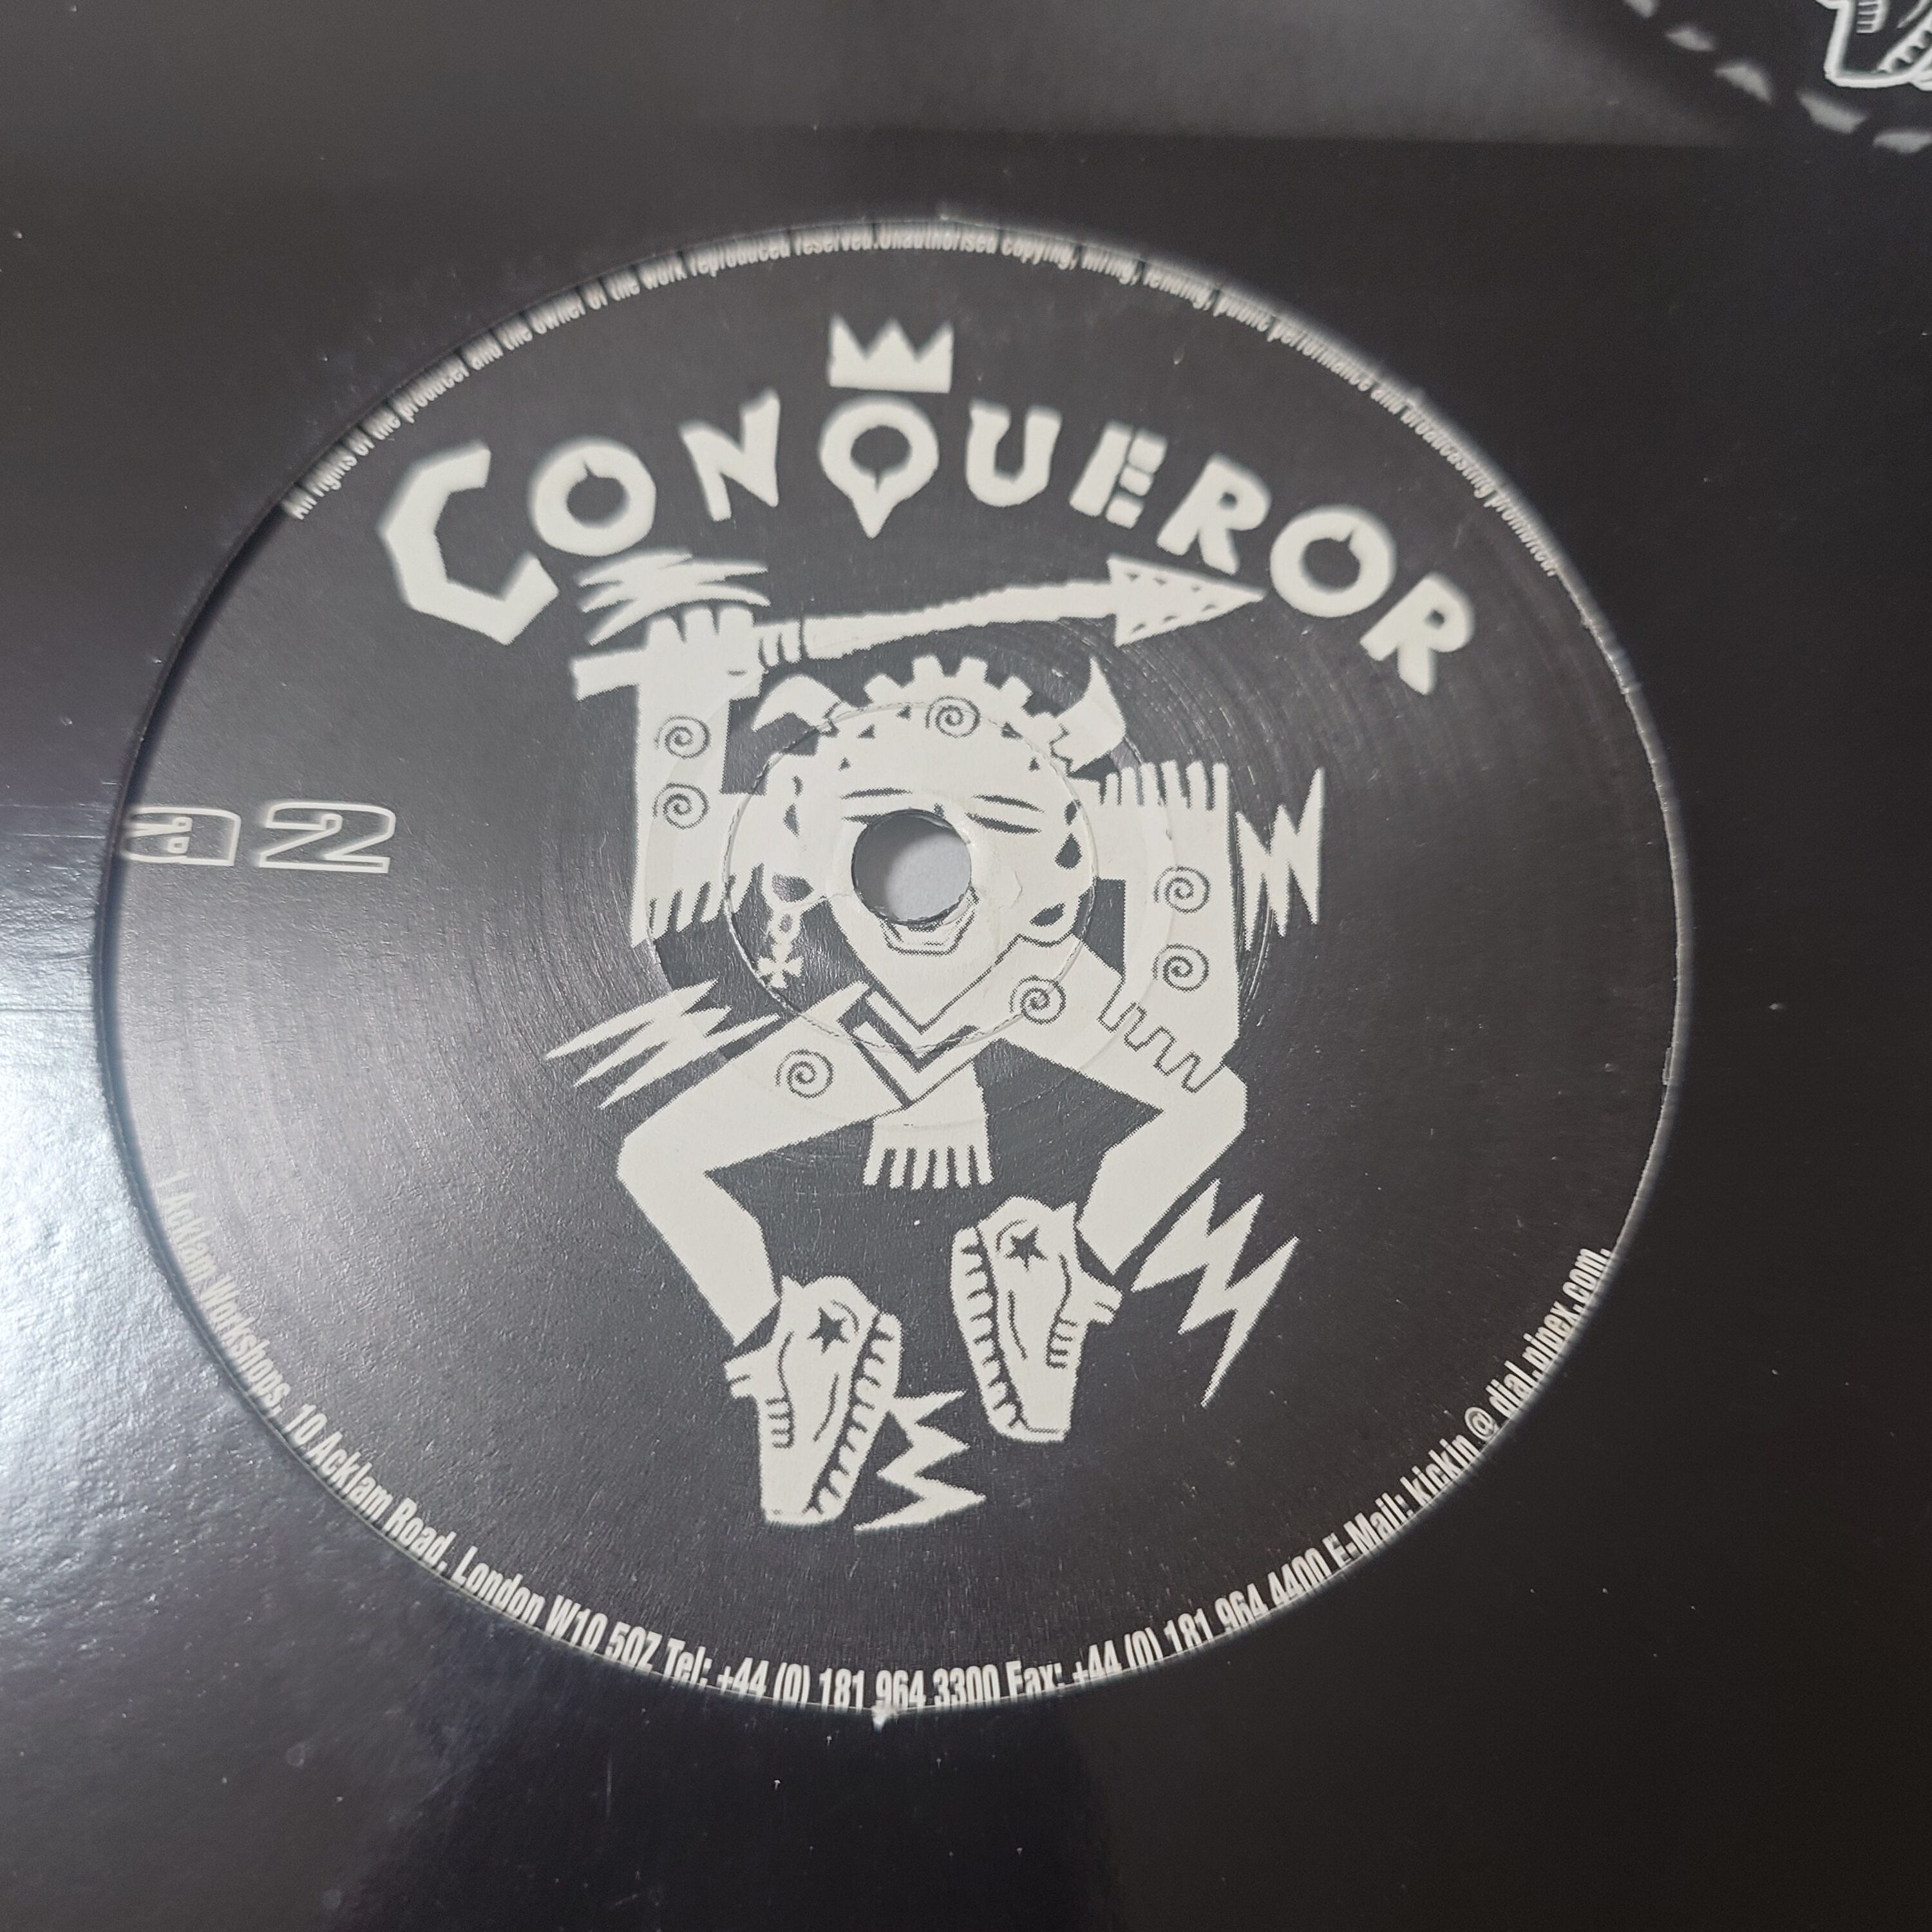 All rights of the producer and the owner of the work reproduced reserved.Unauthorised copying, hiring, lending, public performance and broadcasting prohibited.
CONQUEROR
a2
Acklam Workshops, 10 Acklam Road, London W10 5QZ Tel: +44 (0) 181 964 3300 Fax: +44 (0) 181 964 4400 E-Mail: kickin @ dial.pipex.com.